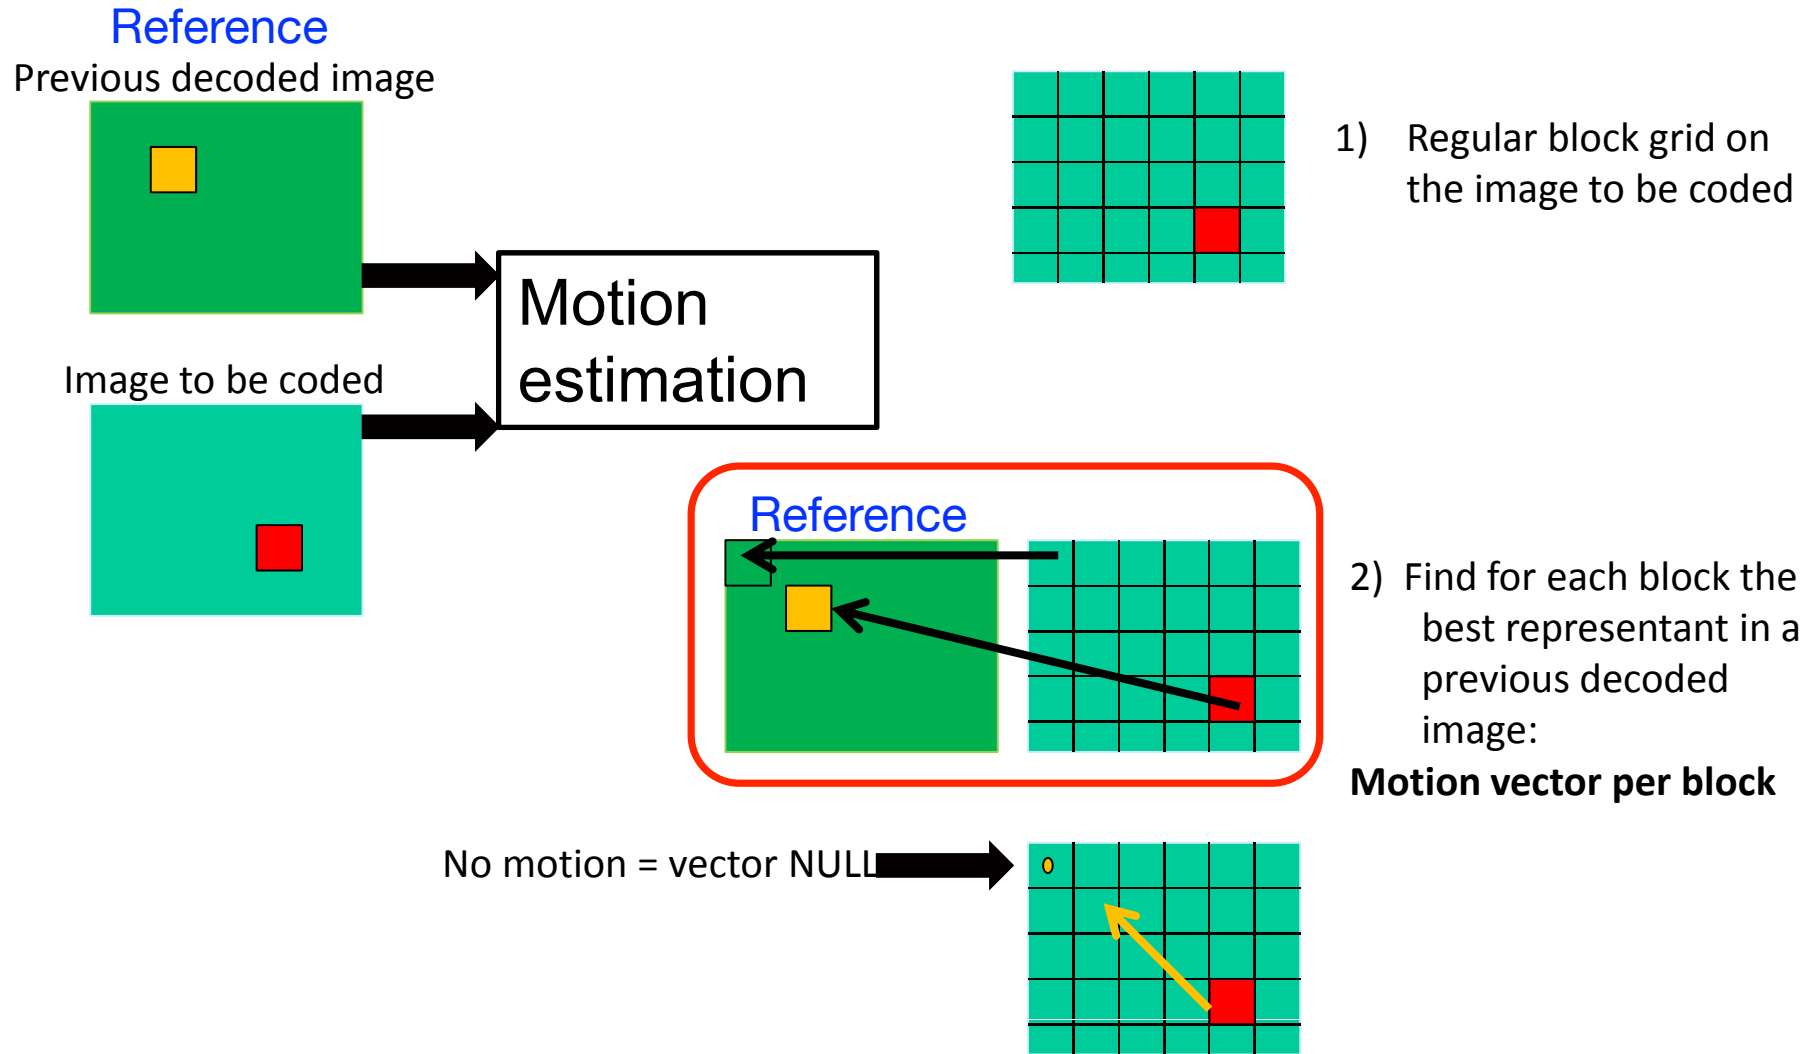 Reference
Previous decoded image
Image to be coded
Motion
estimation
1) Regular block grid on
the image to be coded
Reference
2) Find for each block the
best representant in a
previous decoded
image:
Motion vector per block
No motion = vector NULL